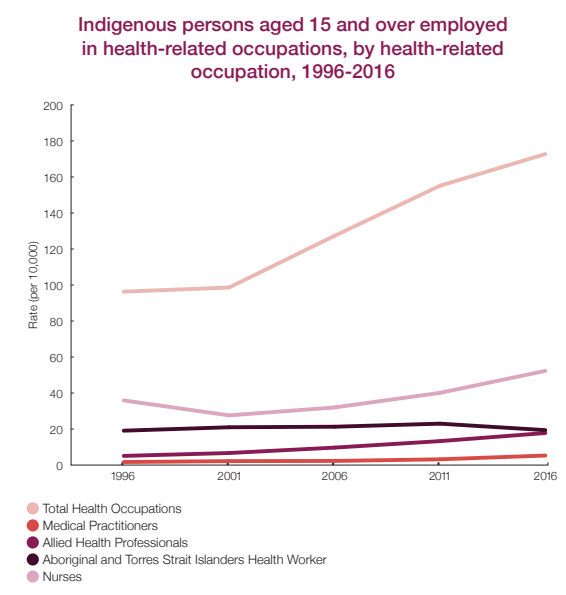 Indigenous persons aged 15 and over employed
in health-related occupations, by health-related
occupation, 1996-2016
200
180
160
140
120
100
80
60
40
20
0
Rate (per 10,000)
1996
2001
2006
2011
2016
Total Health Occupations
Medical Practitioners
Allied Health Professionals
Aboriginal and Torres Strait Islanders Health Worker
Nurses